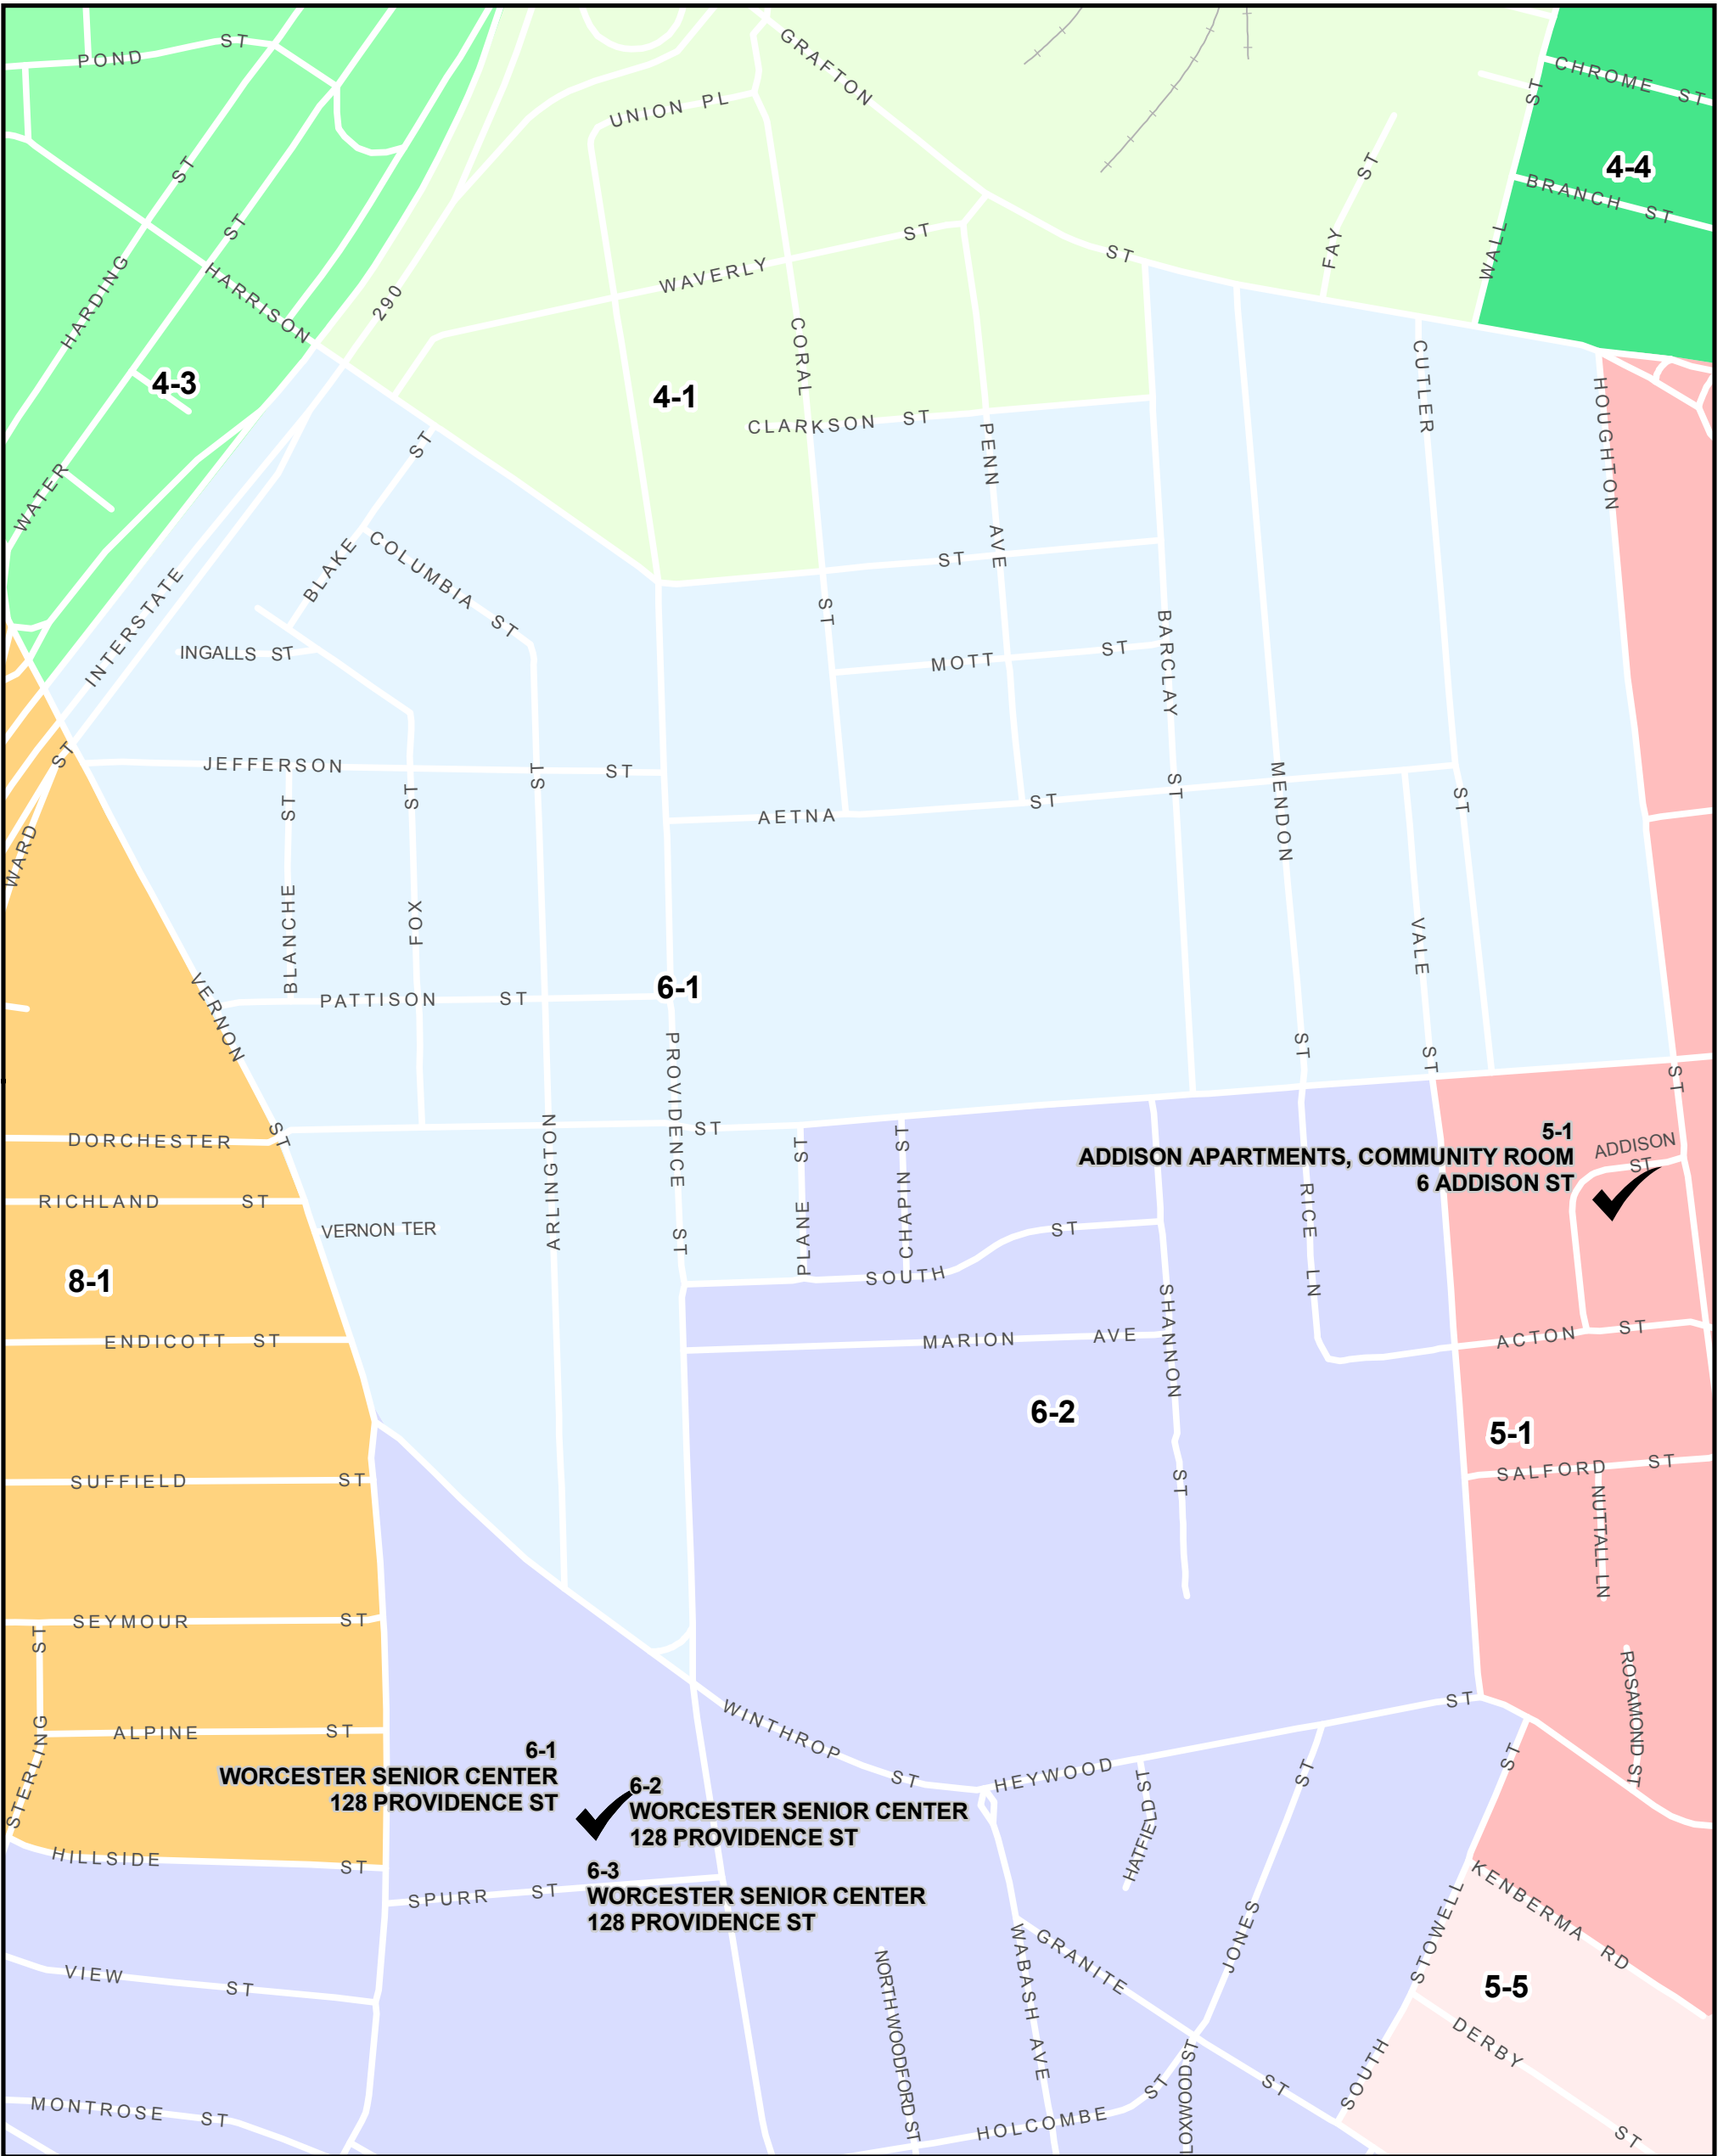 POND ST
GRAFTON ST
CHROME ST
UNION PL
4-4
BRANCH ST
WALL ST
FAY ST
HARDING ST
ST
HARRISON
WAVERLY ST
290
4-3
4-1
CORAL
CLARKSON ST
CUTLER
HOUGHTON
PENN AVE
WATER
BLAKE ST
COLUMBIA ST
ST
ST
INTERSTATE
INGALLS ST
MOTT ST
BARCLAY ST
WARD ST
JEFFERSON ST
AETNA ST
MENDON ST
ST
BLANCHE ST
FOX ST
ST
VALE ST
VERNON ST
PATTISON ST
6-1
PROVIDENCE ST
ST
DORCHESTER ST
ARLINGTON
PLANE ST
CHAPIN ST
5-1
ADDISON APARTMENTS, COMMUNITY ROOM
6 ADDISON ST
ADDISON
ST
RICHLAND ST
VERNON TER
RICE LN
8-1
SOUTH ST
SHANNON ST
ENDICOTT ST
MARION AVE
ACTON ST
6-2
5-1
SUFFIELD ST
SALFORD ST
NUTTALL LN
SEYMOUR ST
ROSAMOND ST
STERLING ST
ALPINE ST
WINTHROP ST
HEYWOOD ST
6-1
WORCESTER SENIOR CENTER
128 PROVIDENCE ST
6-2
WORCESTER SENIOR CENTER
128 PROVIDENCE ST
HATFIELD ST
HILLSIDE ST
6-3
WORCESTER SENIOR CENTER
128 PROVIDENCE ST
SPURR ST
JONES ST
KENBERMA RD
SOUTH STOWELL ST
VIEW ST
GRANITE ST
WABASH AVE
NORTH WOODFORD ST
5-5
DERBY ST
LOXWOOD ST
MONTROSE ST
HOLCOMBE ST